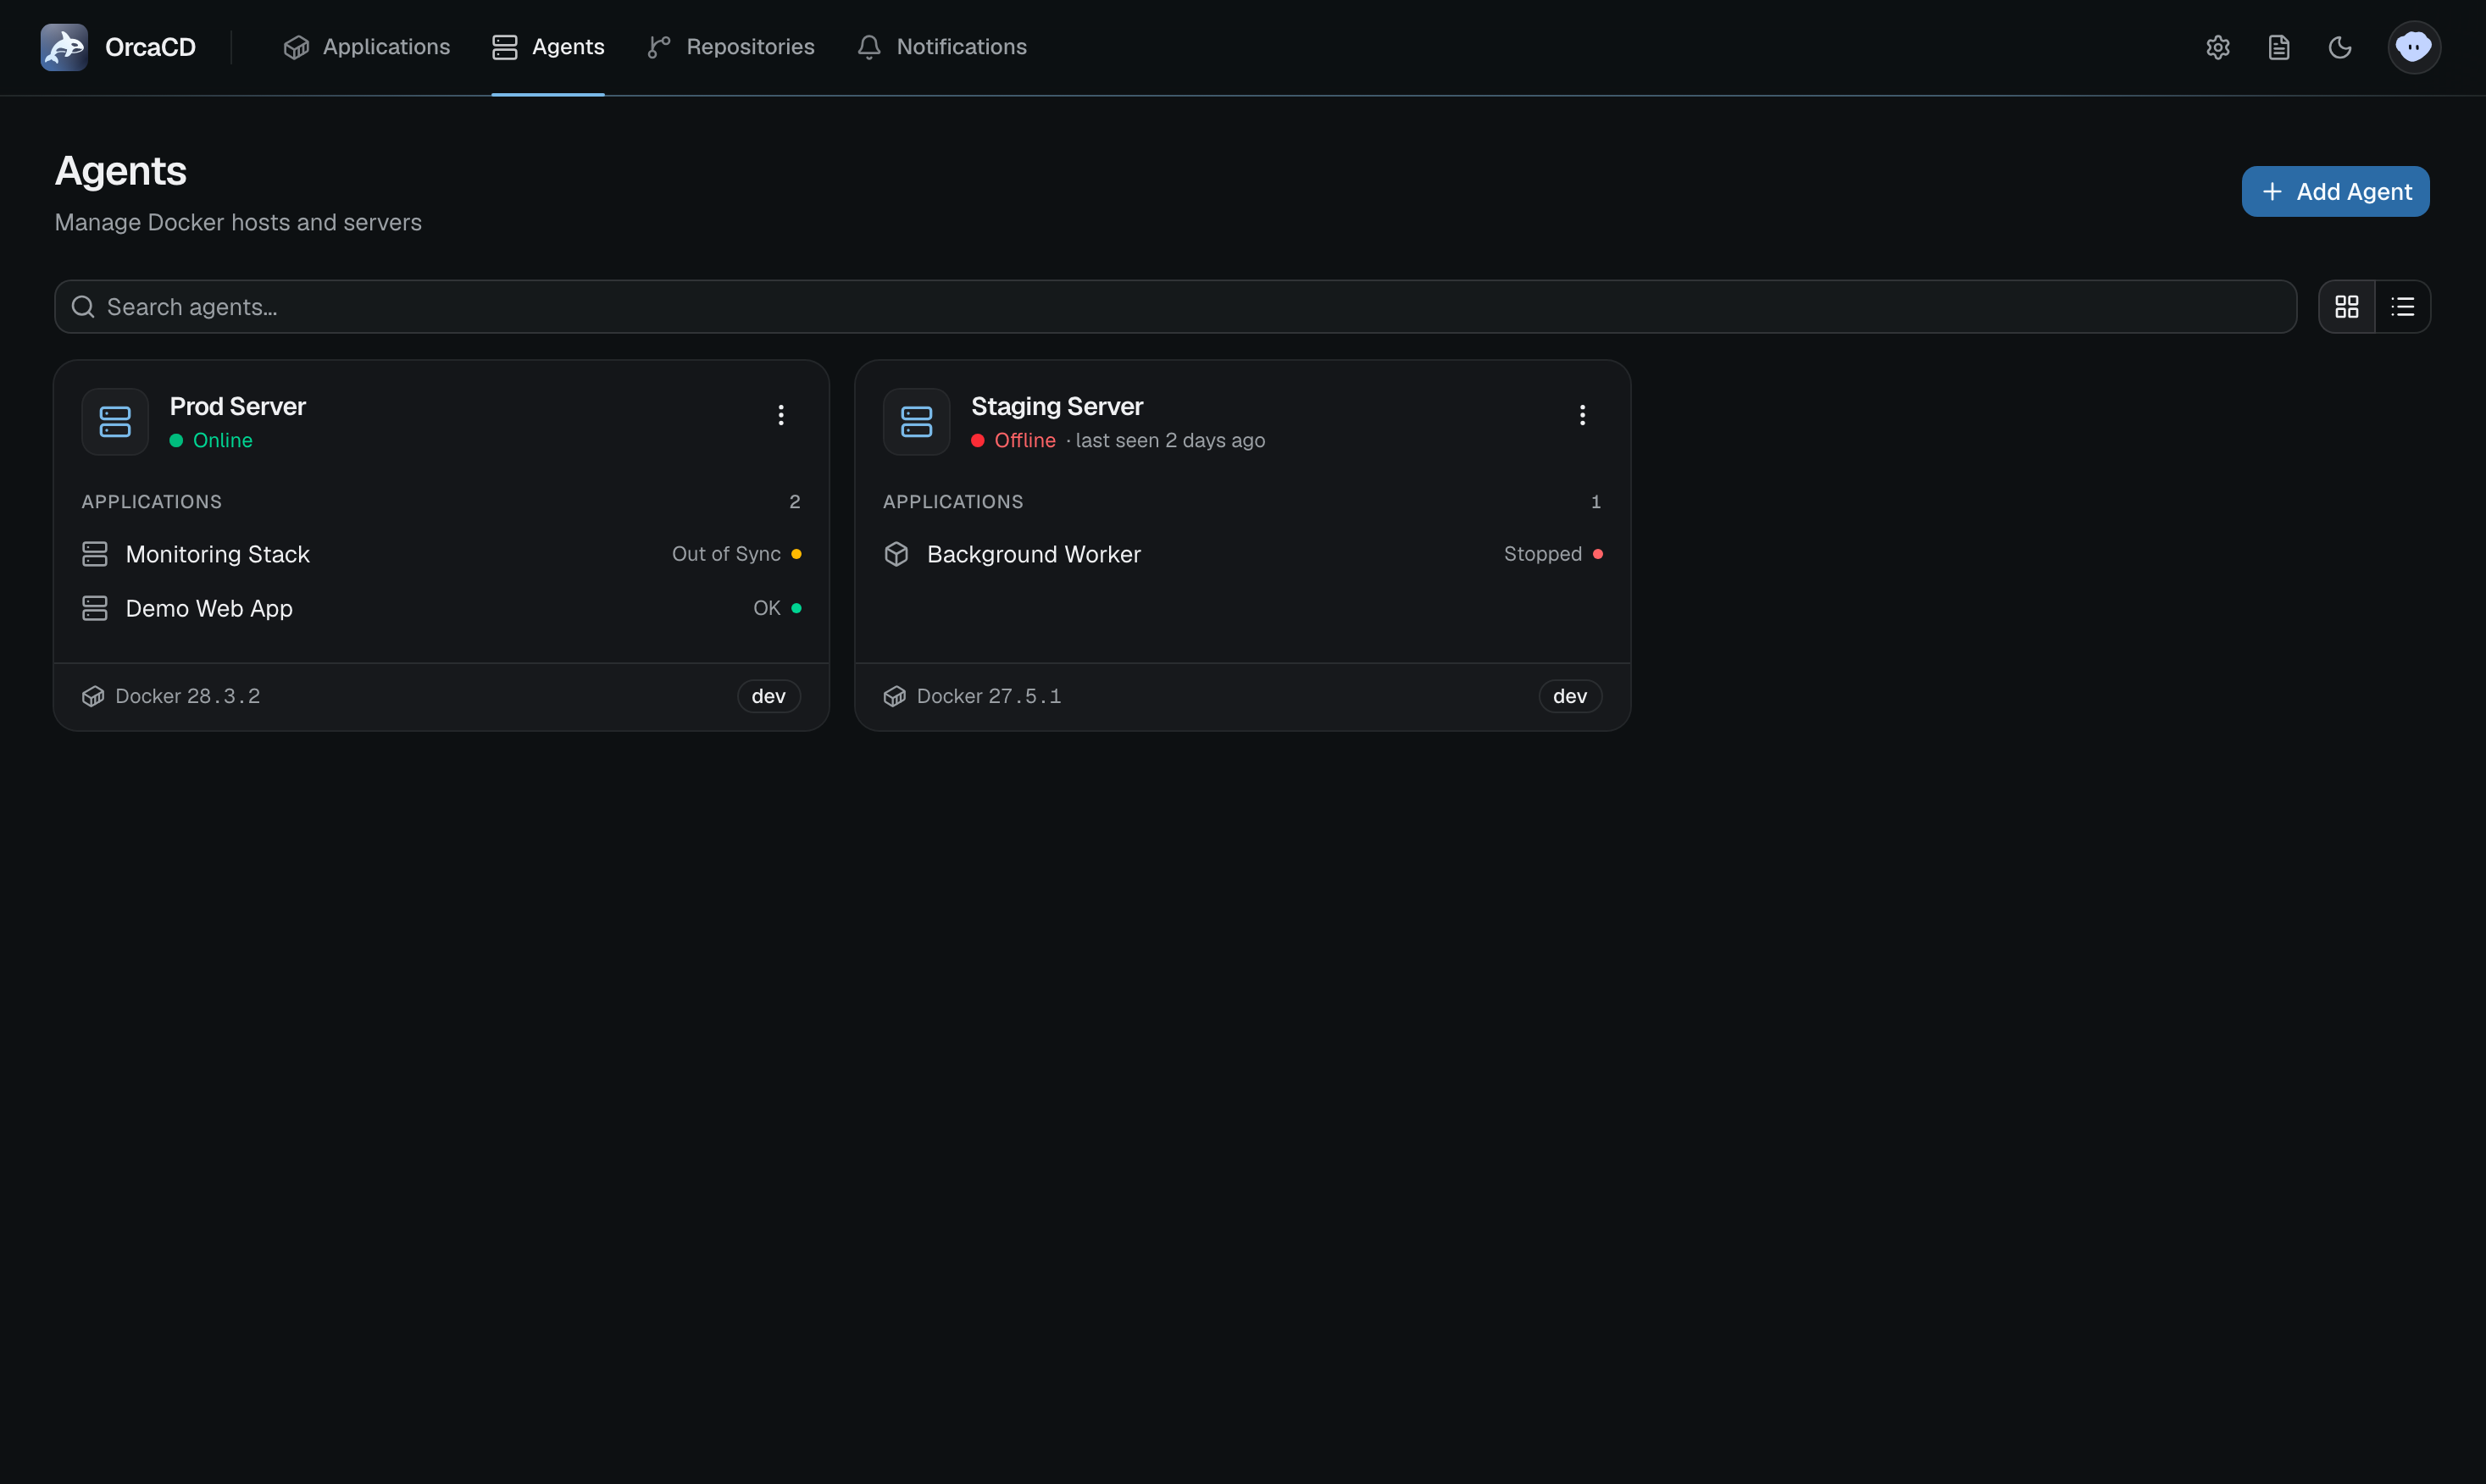 OrcaCD
Applications
Agents
Repositories
Notifications
Agents
Manage Docker hosts and servers
+ Add Agent
Search agents...
Prod Server
Online
APPLICATIONS 2
Monitoring Stack Out of Sync
Demo Web App OK
Docker 28.3.2 dev
Staging Server
Offline · last seen 2 days ago
APPLICATIONS 1
Background Worker Stopped
Docker 27.5.1 dev